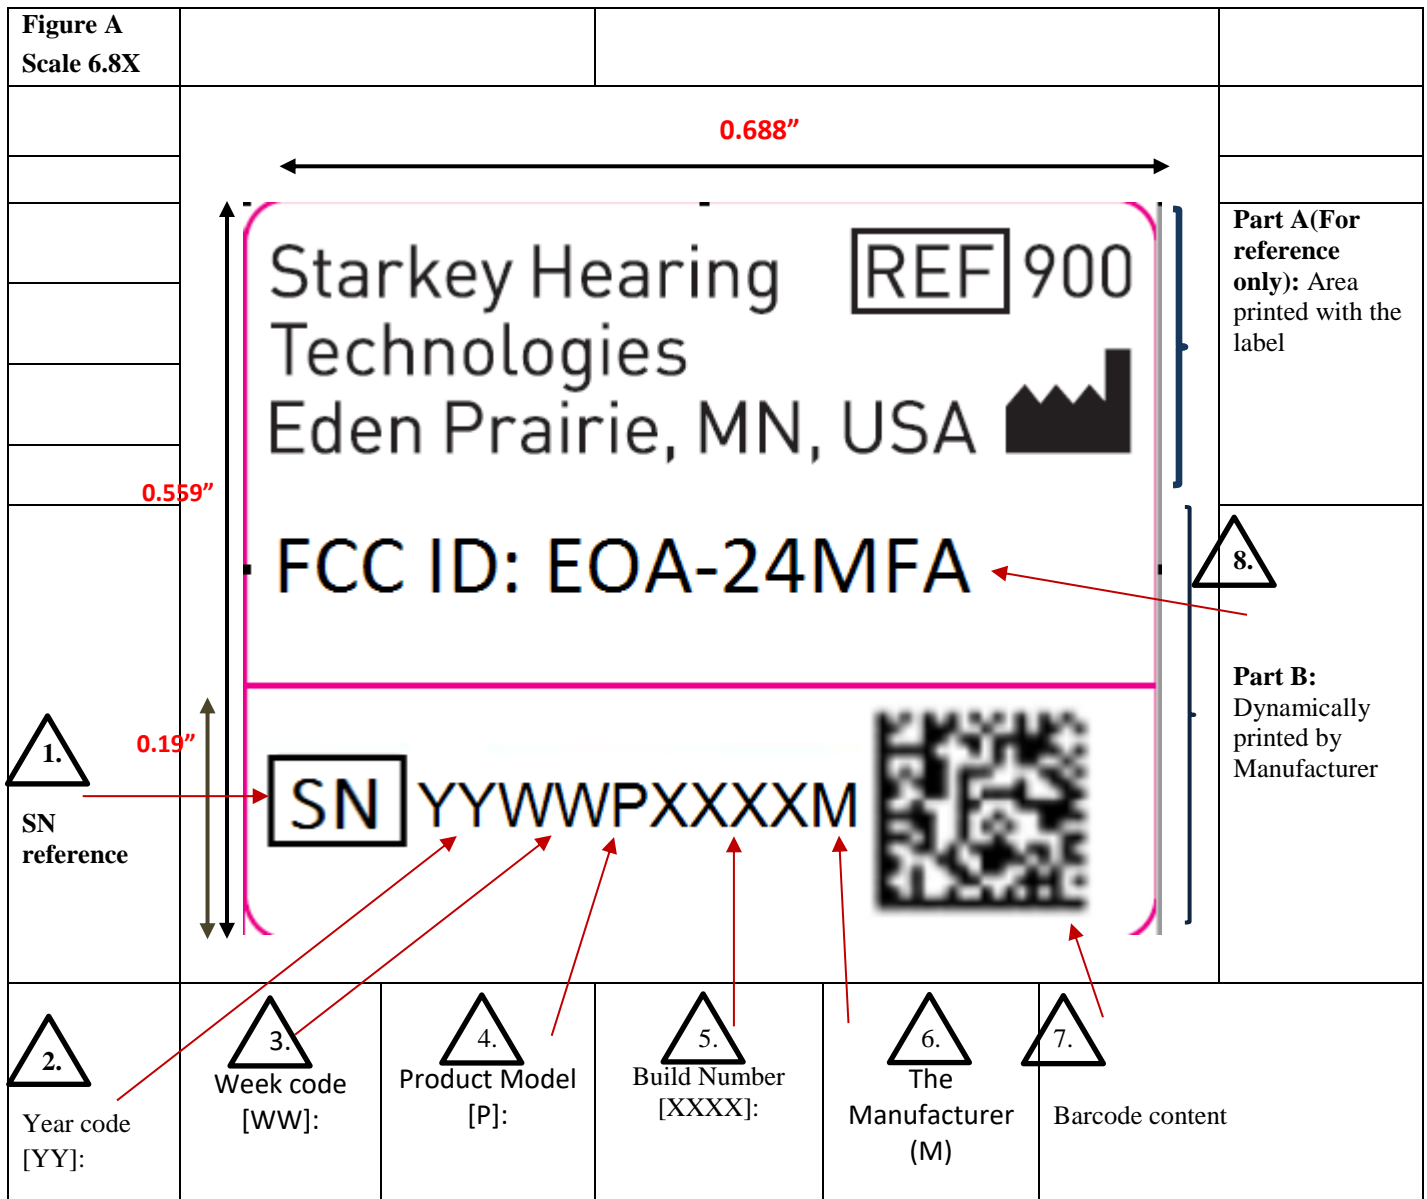 Figure A
Scale 6.8X
0.688”
Starkey Hearing
Technologies
Eden Prairie, MN, USA
REF 900
Part A(For
reference
only): Area
printed with the
label
0.559”
FCC ID: EOA-24MFA
8.
Part B:
Dynamically
printed by
Manufacturer
1.
SN
reference
0.19”
SN YYWWPXXXXM
2.
Year code
[YY]:
3.
Week code
[WW]:
4.
Product Model
[P]:
5.
Build Number
[XXXX]:
6.
The
Manufacturer
(M)
7.
Barcode content